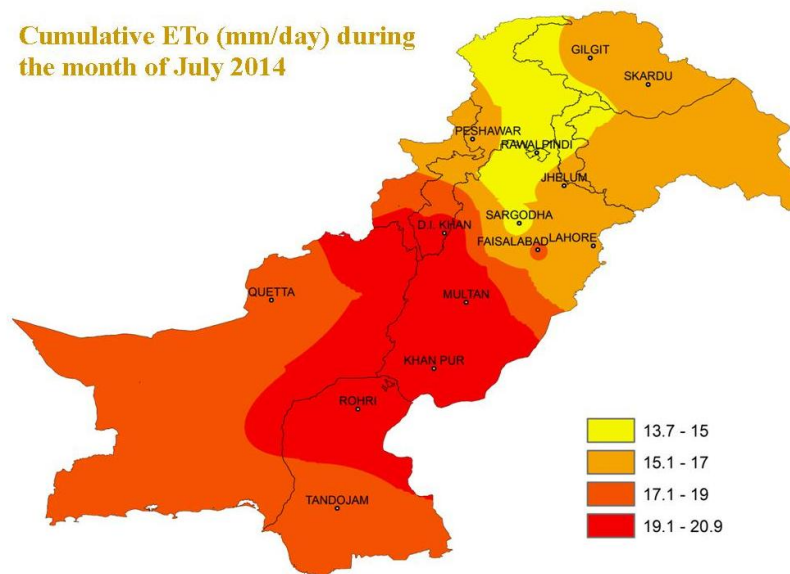 Cumulative ETo (mm/day) during
the month of July 2014
GILGIT
SKARDU
PESHAWAR
RAWALPINDI
JHELUM
SARGODHA
D.I. KHAN
FAISALABAD
LAHORE
QUETTA
MULTAN
KHAN PUR
ROHRI
TANDOJAM
13.7 - 15
15.1 - 17
17.1 - 19
19.1 - 20.9